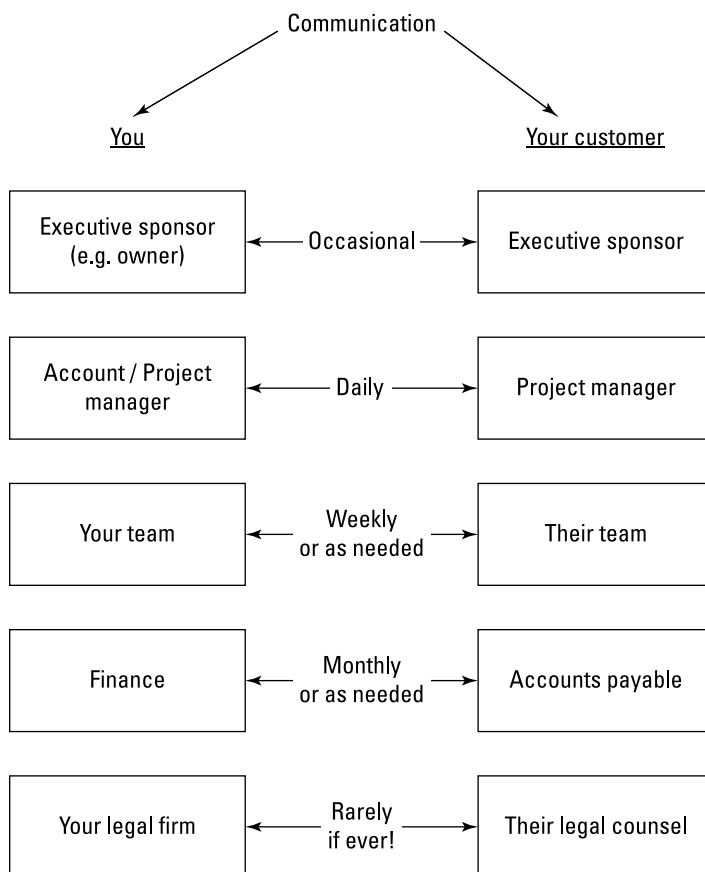 Communication
You
Your customer
Executive sponsor
(e.g. owner)
Occasional
Executive sponsor
Account / Project
manager
Daily
Project manager
Your team
Weekly
or as needed
Their team
Finance
Monthly
or as needed
Accounts payable
Your legal firm
Rarely
if ever!
Their legal counsel